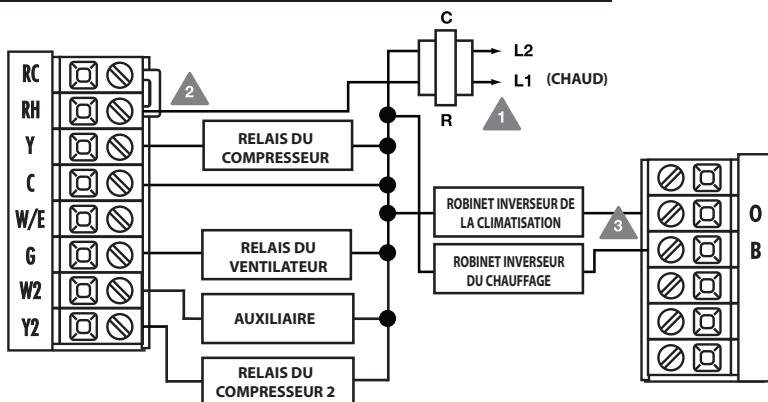 C
L2
L1 (CHAUD)
R
1
2
RC
RH
Y
C
W/E
G
W2
Y2
RELAIS DU
COMPRESSEUR
RELAIS DU
VENTILATEUR
AUXILIAIRE
RELAIS DU
COMPRESSEUR 2
ROBINET INVERSEUR DE
LA CLIMATISATION
ROBINET INVERSEUR
DU CHAUFFAGE
3
O
B